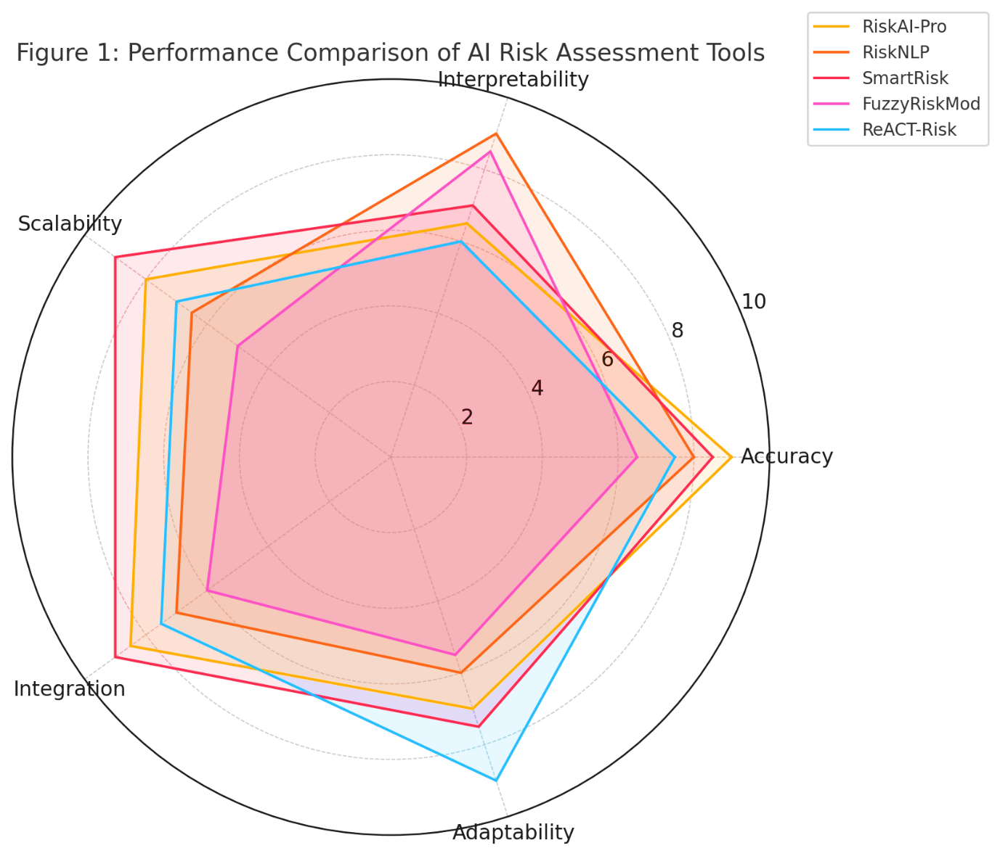 Figure 1: Performance Comparison of AI Risk Assessment Tools
RiskAI-Pro
RiskNLP
SmartRisk
FuzzyRiskMod
ReACT-Risk
Interpretability
Scalability
10
8
6
4
2
Accuracy
Integration
Adaptability